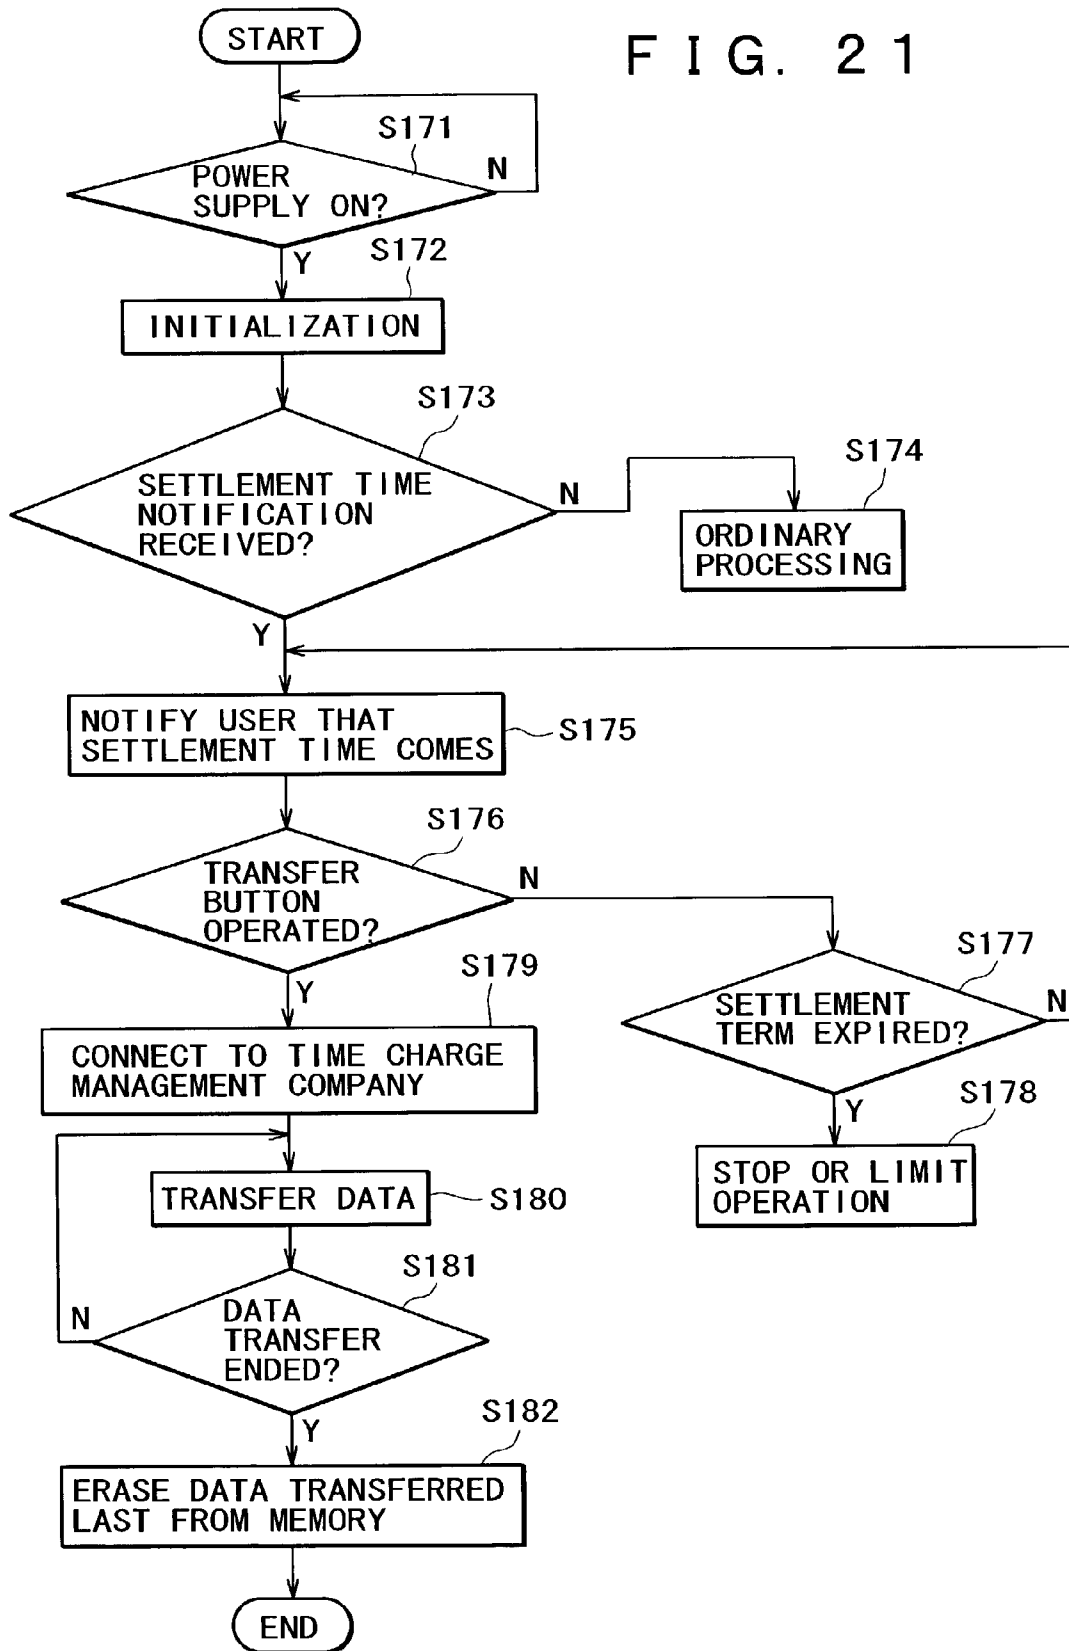 START
FIG. 21
S171
POWER
SUPPLY ON?
N
Y
S172
INITIALIZATION
S173
SETTLEMENT TIME
NOTIFICATION
RECEIVED?
N
S174
ORDINARY
PROCESSING
Y
NOTIFY USER THAT
SETTLEMENT TIME COMES
S175
S176
TRANSFER
BUTTON
OPERATED?
N
S177
SETTLEMENT
TERM EXPIRED?
N
Y
S178
STOP OR LIMIT
OPERATION
Y
S179
CONNECT TO TIME CHARGE
MANAGEMENT COMPANY
TRANSFER DATA
S180
S181
DATA
TRANSFER
ENDED?
N
Y
S182
ERASE DATA TRANSFERRED
LAST FROM MEMORY
END